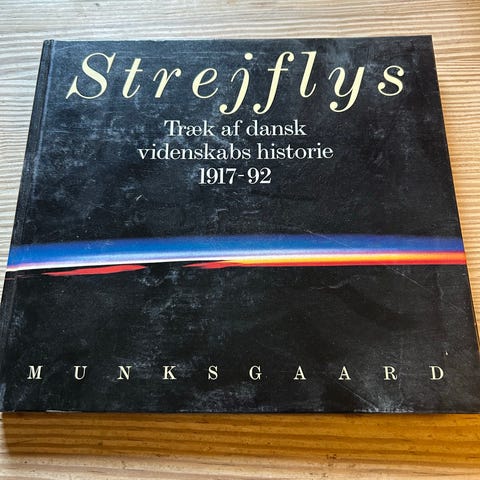 Strejflys
Træk af dansk
videnskabs historie
1917-92
MUNKSGAARD